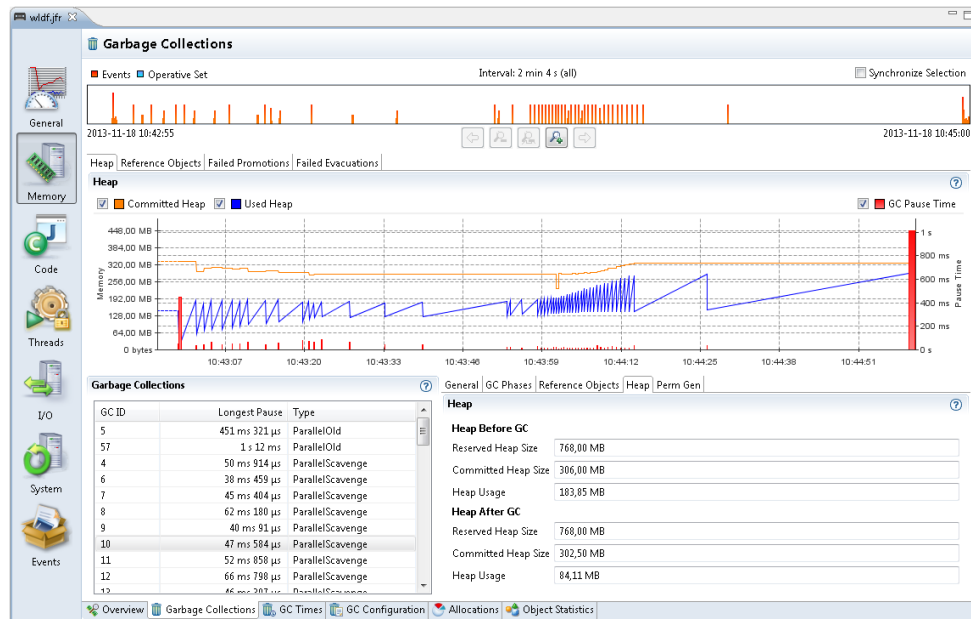 wldf.jfr
Garbage Collections
Events Operative Set Interval: 2 min 4 s (all) Synchronize Selection
2013-11-18 10:42:55 2013-11-18 10:45:00
General
Memory
Code
Threads
I/O
System
Events
Heap Reference Objects Failed Promotions Failed Evacuations
Heap
Committed Heap Used Heap GC Pause Time
Memory
448,00 MB
384,00 MB
320,00 MB
256,00 MB
192,00 MB
128,00 MB
64,00 MB
0 bytes
1 s
800 ms
600 ms
400 ms
200 ms
0 s
Pause Time
10:43:07 10:43:20 10:43:33 10:43:46 10:43:59 10:44:12 10:44:25 10:44:38 10:44:51
Garbage Collections
GC ID Longest Pause Type
5 451 ms 321 µs ParallelOld
57 1 s 12 ms ParallelOld
4 50 ms 914 µs ParallelScavenge
6 38 ms 459 µs ParallelScavenge
7 45 ms 404 µs ParallelScavenge
8 62 ms 180 µs ParallelScavenge
9 40 ms 91 µs ParallelScavenge
10 47 ms 584 µs ParallelScavenge
11 52 ms 858 µs ParallelScavenge
12 66 ms 798 µs ParallelScavenge
General GC Phases Reference Objects Heap Perm Gen
Heap
Heap Before GC
Reserved Heap Size 768,00 MB
Committed Heap Size 306,00 MB
Heap Usage 183,85 MB
Heap After GC
Reserved Heap Size 768,00 MB
Committed Heap Size 302,50 MB
Heap Usage 84,11 MB
Overview Garbage Collections GC Times GC Configuration Allocations Object Statistics